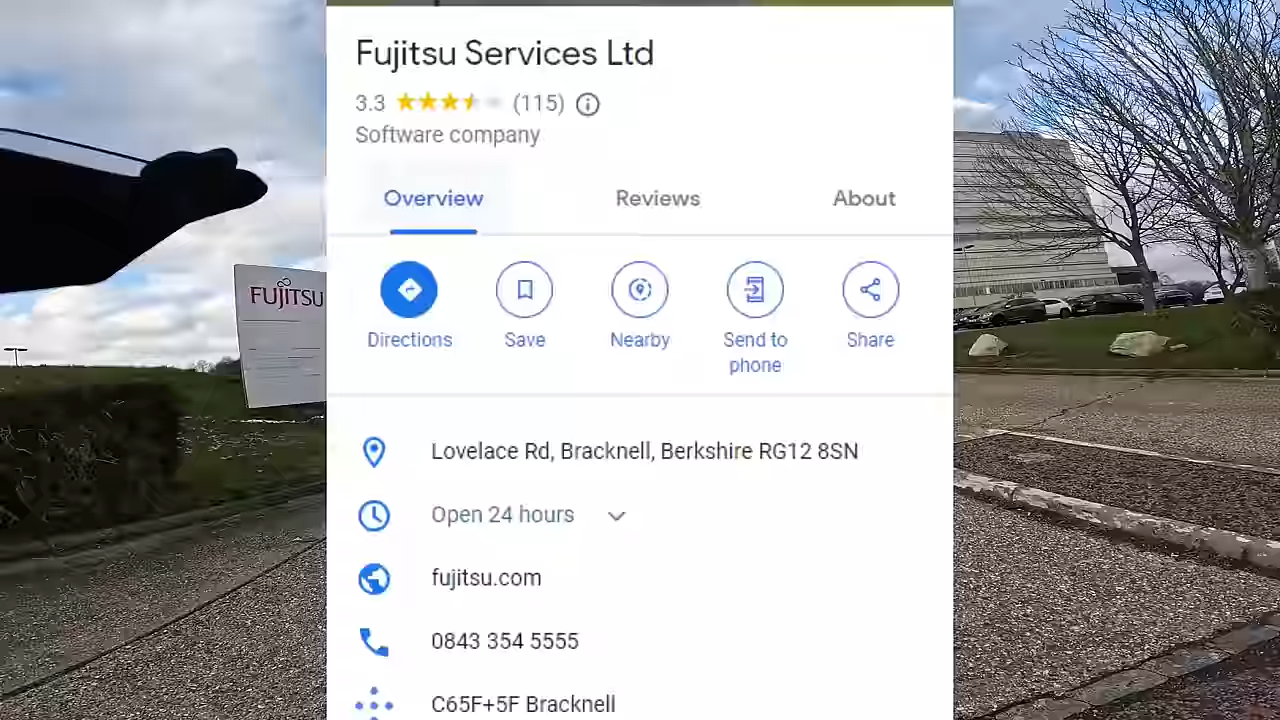 Fujitsu Services Ltd
3.3 (115)
Software company
Overview Reviews About
Directions Save Nearby Send to phone Share
Lovelace Rd, Bracknell, Berkshire RG12 8SN
Open 24 hours
fujitsu.com
0843 354 5555
C65F+5F Bracknell
FUJITSU